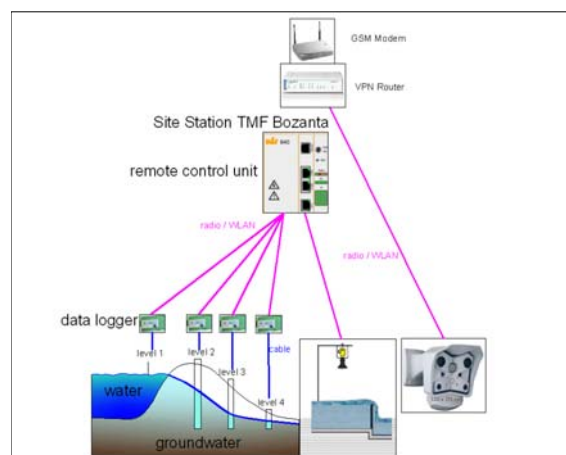 GSM Modem
VPN Router
Site Station TMF Bozanta
remote control unit
radio / WLAN
radio / WLAN
data logger
level 1
level 2
level 3
cable
level 4
water
groundwater